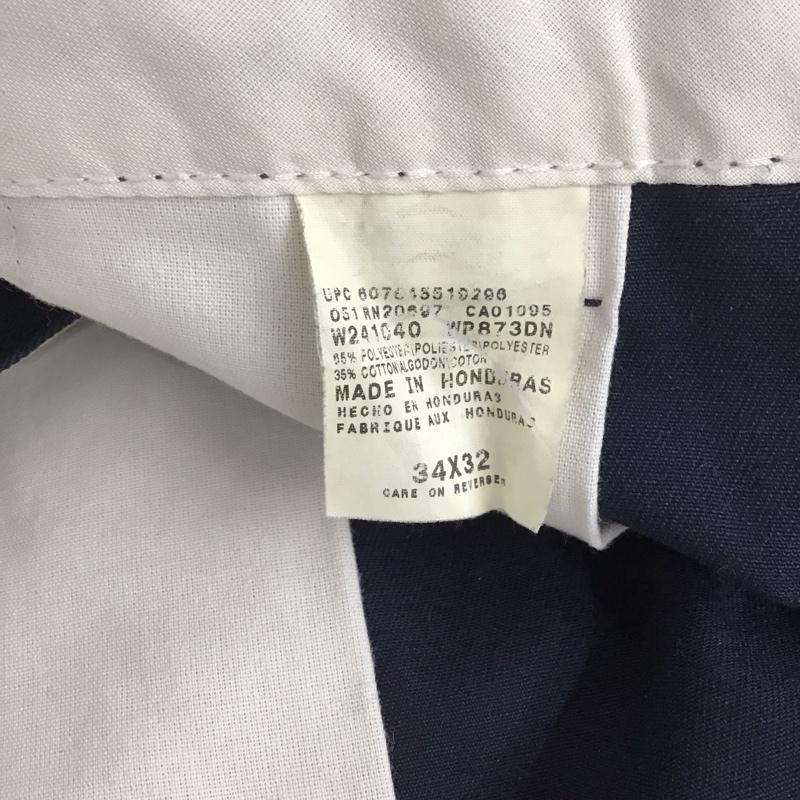 UPC 607645519296
051 RN20697 CA01095
W241040 WP873DN
65% POLYESTER\POLIESTER\POLYESTER
35% COTTON\ALGODON\COTON
MADE IN HONDURAS
HECHO EN HONDURAS
FABRIQUE AUX HONDURAS
34X32
CARE ON REVERSE